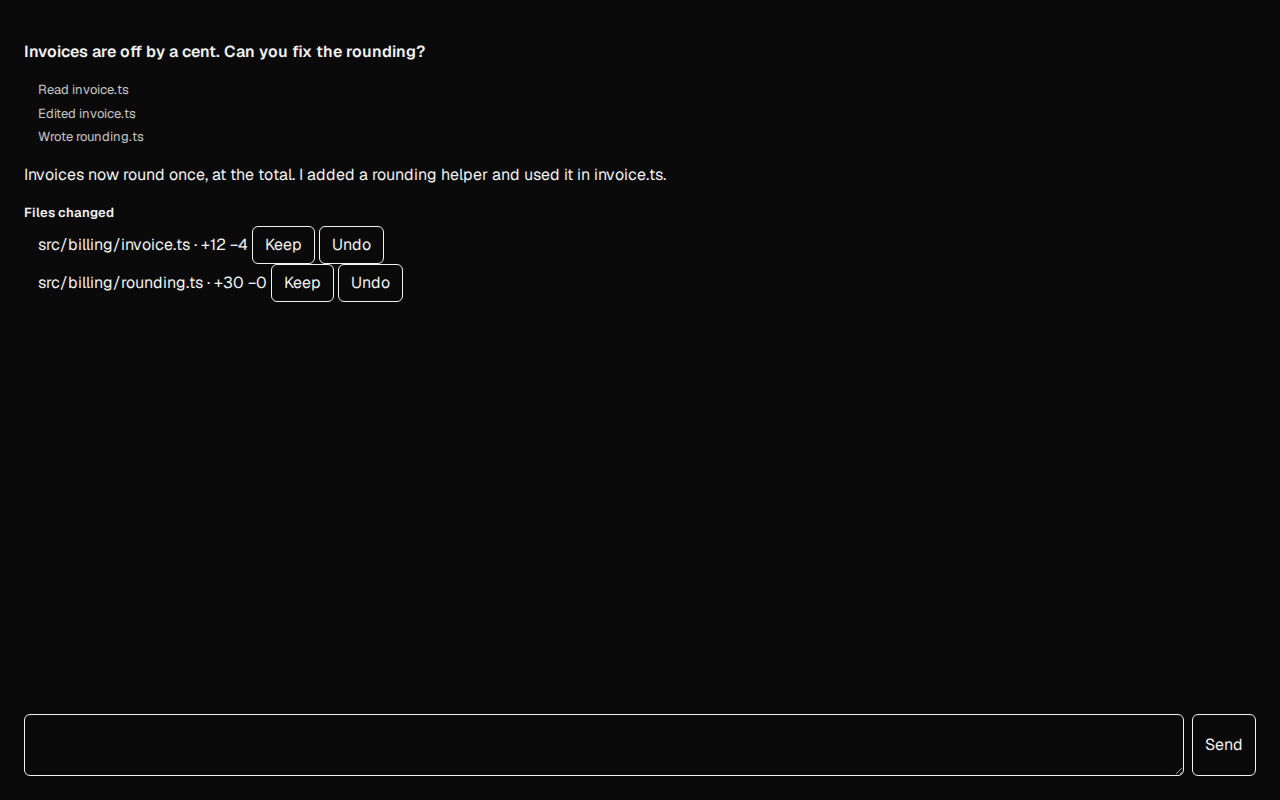 Invoices are off by a cent. Can you fix the rounding?
Read invoice.ts
Edited invoice.ts
Wrote rounding.ts
Invoices now round once, at the total. I added a rounding helper and used it in invoice.ts.
Files changed
src/billing/invoice.ts · +12 −4 Keep Undo
src/billing/rounding.ts · +30 −0 Keep Undo
Send